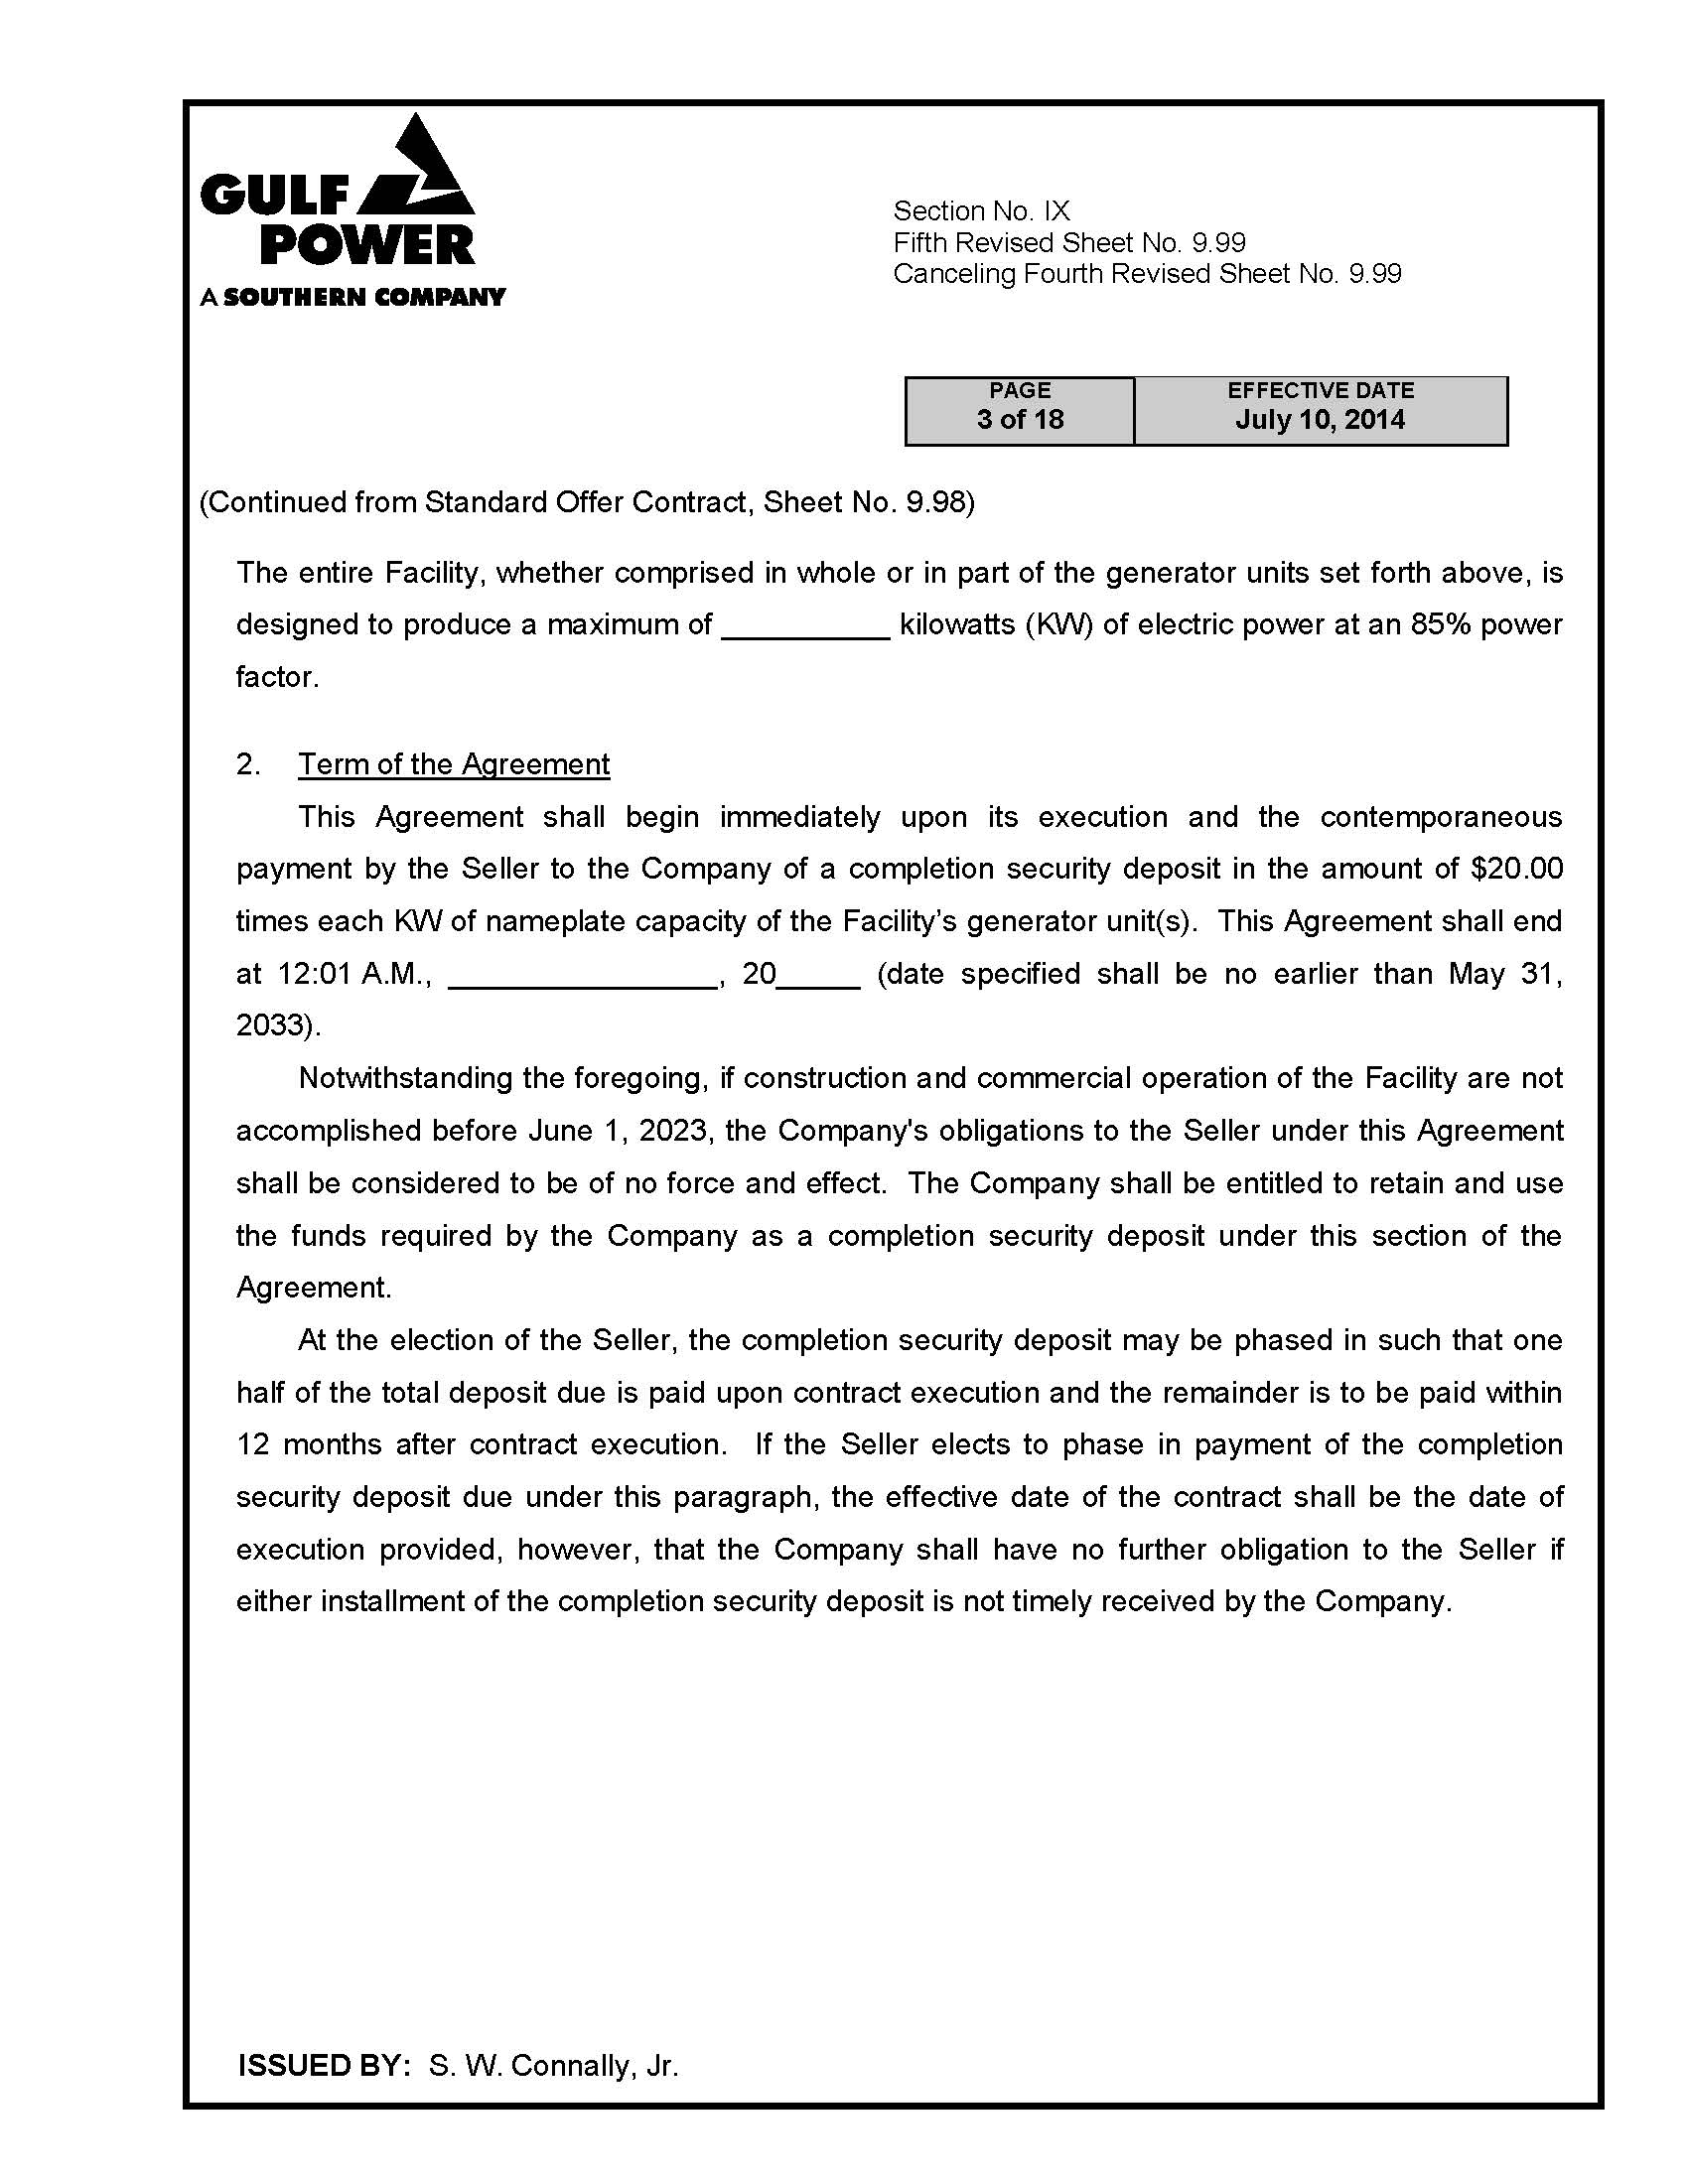 GULF
POWER
A SOUTHERN COMPANY
Section No. IX
Fifth Revised Sheet No. 9.99
Canceling Fourth Revised Sheet No. 9.99
PAGE
3 of 18
EFFECTIVE DATE
July 10, 2014
(Continued from Standard Offer Contract, Sheet No. 9.98)
The entire Facility, whether comprised in whole or in part of the generator units set forth above, is
designed to produce a maximum of __________ kilowatts (KW) of electric power at an 85% power
factor.
2. Term of the Agreement
This Agreement shall begin immediately upon its execution and the contemporaneous
payment by the Seller to the Company of a completion security deposit in the amount of $20.00
times each KW of nameplate capacity of the Facility’s generator unit(s). This Agreement shall end
at 12:01 A.M., ________________, 20_____ (date specified shall be no earlier than May 31,
2033).
Notwithstanding the foregoing, if construction and commercial operation of the Facility are not
accomplished before June 1, 2023, the Company's obligations to the Seller under this Agreement
shall be considered to be of no force and effect. The Company shall be entitled to retain and use
the funds required by the Company as a completion security deposit under this section of the
Agreement.
At the election of the Seller, the completion security deposit may be phased in such that one
half of the total deposit due is paid upon contract execution and the remainder is to be paid within
12 months after contract execution. If the Seller elects to phase in payment of the completion
security deposit due under this paragraph, the effective date of the contract shall be the date of
execution provided, however, that the Company shall have no further obligation to the Seller if
either installment of the completion security deposit is not timely received by the Company.
ISSUED BY: S. W. Connally, Jr.